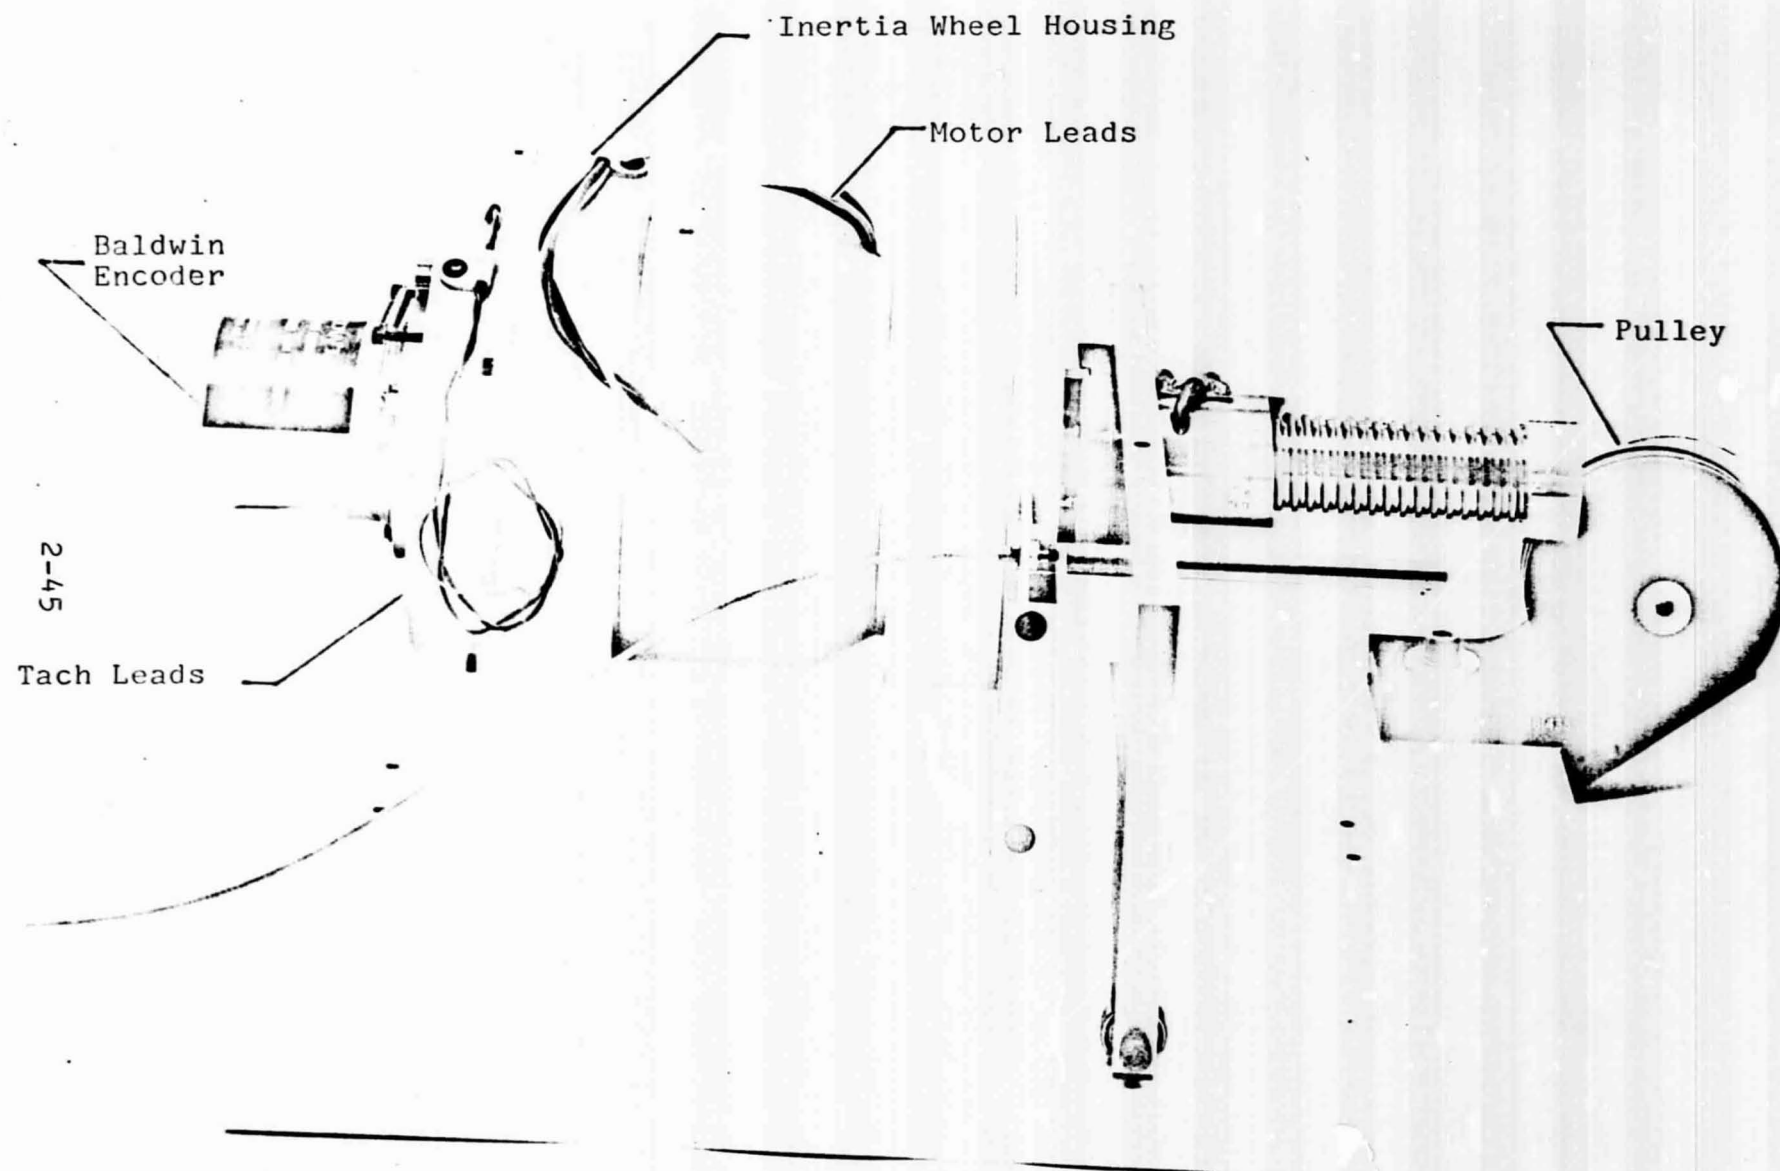 Inertia Wheel Housing
Motor Leads
Baldwin
Encoder
Pulley
2-45
Tach Leads